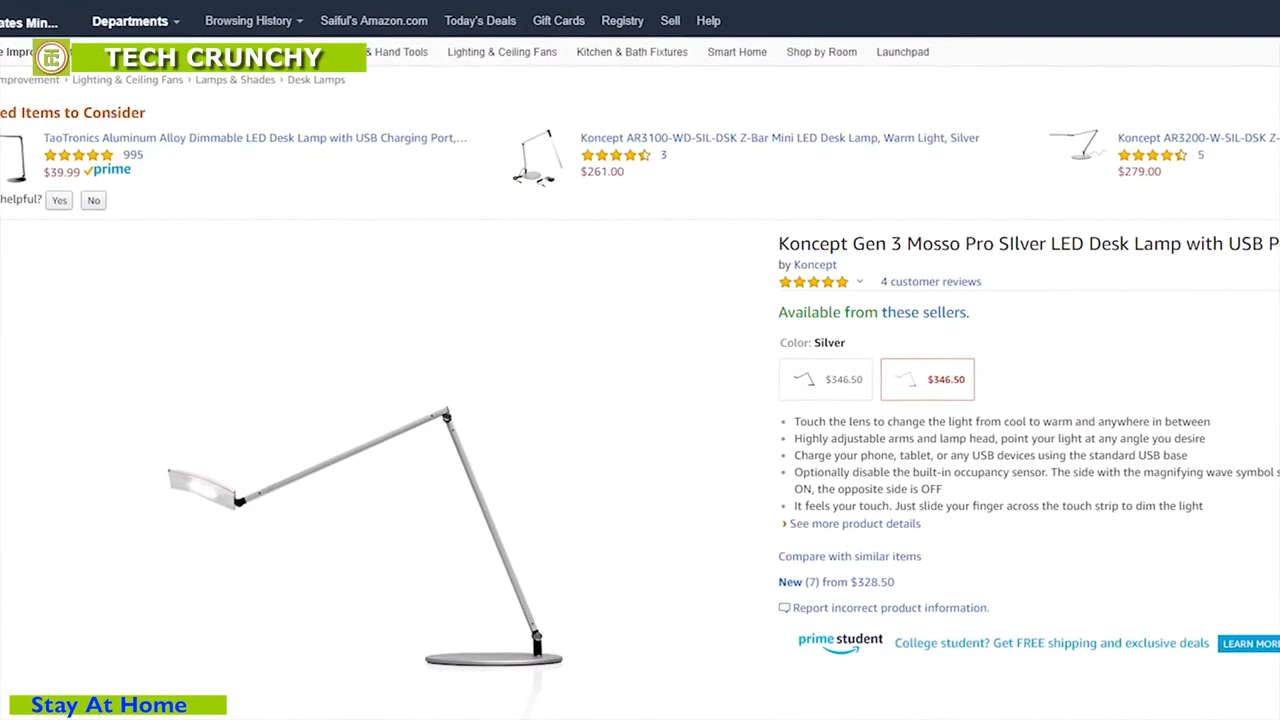 ates Min...
Departments
Browsing History
Saiful's Amazon.com
Today's Deals
Gift Cards
Registry
Sell
Help
TECH CRUNCHY
& Hand Tools
Lighting & Ceiling Fans
Kitchen & Bath Fixtures
Smart Home
Shop by Room
Launchpad
mprovement › Lighting & Ceiling Fans › Lamps & Shades › Desk Lamps
ed Items to Consider
TaoTronics Aluminum Alloy Dimmable LED Desk Lamp with USB Charging Port,...
995
$39.99 prime
Koncept AR3100-WD-SIL-DSK Z-Bar Mini LED Desk Lamp, Warm Light, Silver
3
$261.00
Koncept AR3200-W-SIL-DSK Z-
5
$279.00
helpful? Yes No
Koncept Gen 3 Mosso Pro SIlver LED Desk Lamp with USB P
by Koncept
4 customer reviews
Available from these sellers.
Color: Silver
$346.50
$346.50
Touch the lens to change the light from cool to warm and anywhere in between
Highly adjustable arms and lamp head, point your light at any angle you desire
Charge your phone, tablet, or any USB devices using the standard USB base
Optionally disable the built-in occupancy sensor. The side with the magnifying wave symbol s
ON, the opposite side is OFF
It feels your touch. Just slide your finger across the touch strip to dim the light
› See more product details
Compare with similar items
New (7) from $328.50
Report incorrect product information.
prime student
College student? Get FREE shipping and exclusive deals
LEARN MOR
Stay At Home